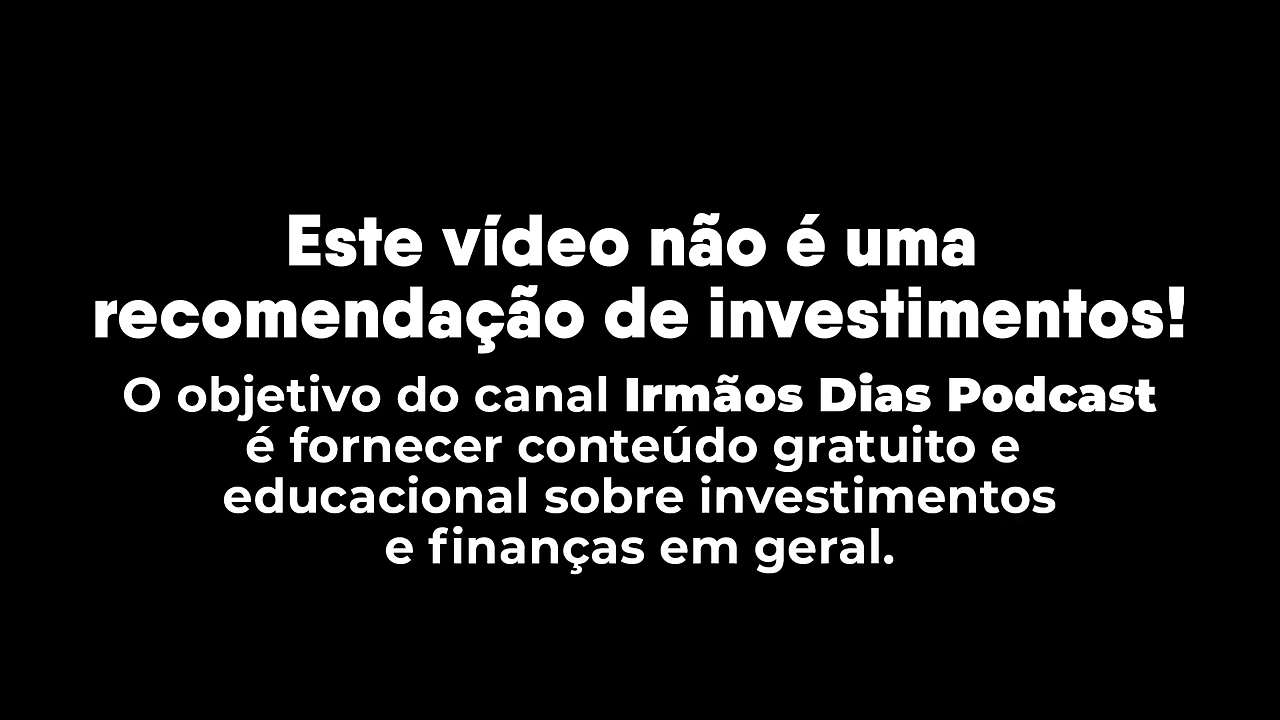 Este vídeo não é uma
recomendação de investimentos!
O objetivo do canal Irmãos Dias Podcast
é fornecer conteúdo gratuito e
educacional sobre investimentos
e finanças em geral.